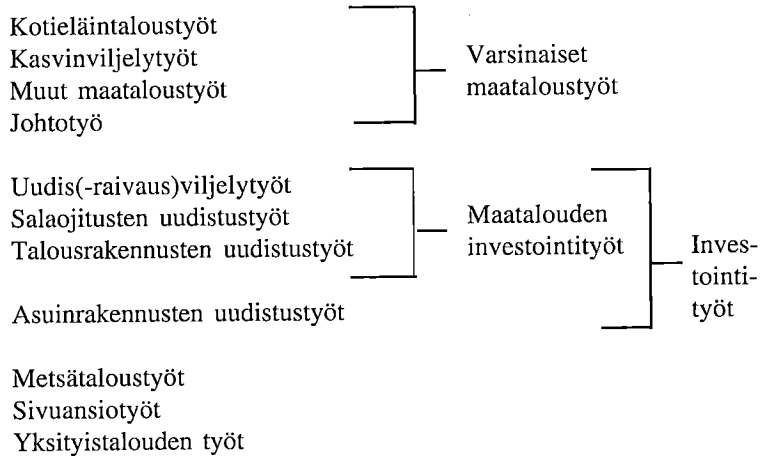 Kotieläintaloustyöt
Kasvinviljelytyöt
Muut maataloustyöt
Johtotyö
Varsinaiset
maataloustyöt
Uudis(-raivaus)viljelytyöt
Salaojitusten uudistustyöt
Talousrakennusten uudistustyöt
Maatalouden
investointityöt
Inves-
tointi-
työt
Asuinrakennusten uudistustyöt
Metsätaloustyöt
Sivuansiotyöt
Yksityistalouden työt